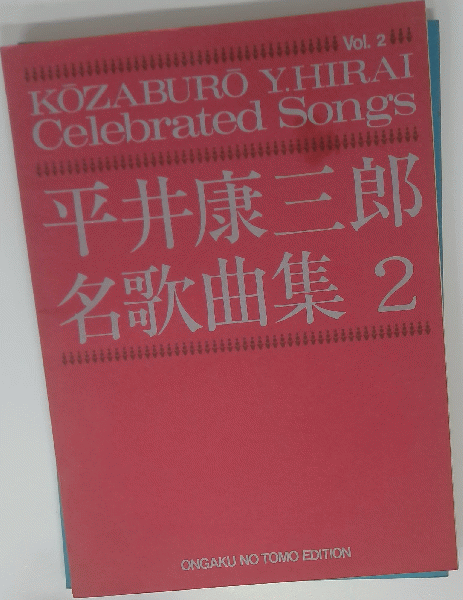 Vol. 2
KŌZABURŌ Y.HIRAI
Celebrated Songs
平井康三郎
名歌曲集 2
ONGAKU NO TOMO EDITION